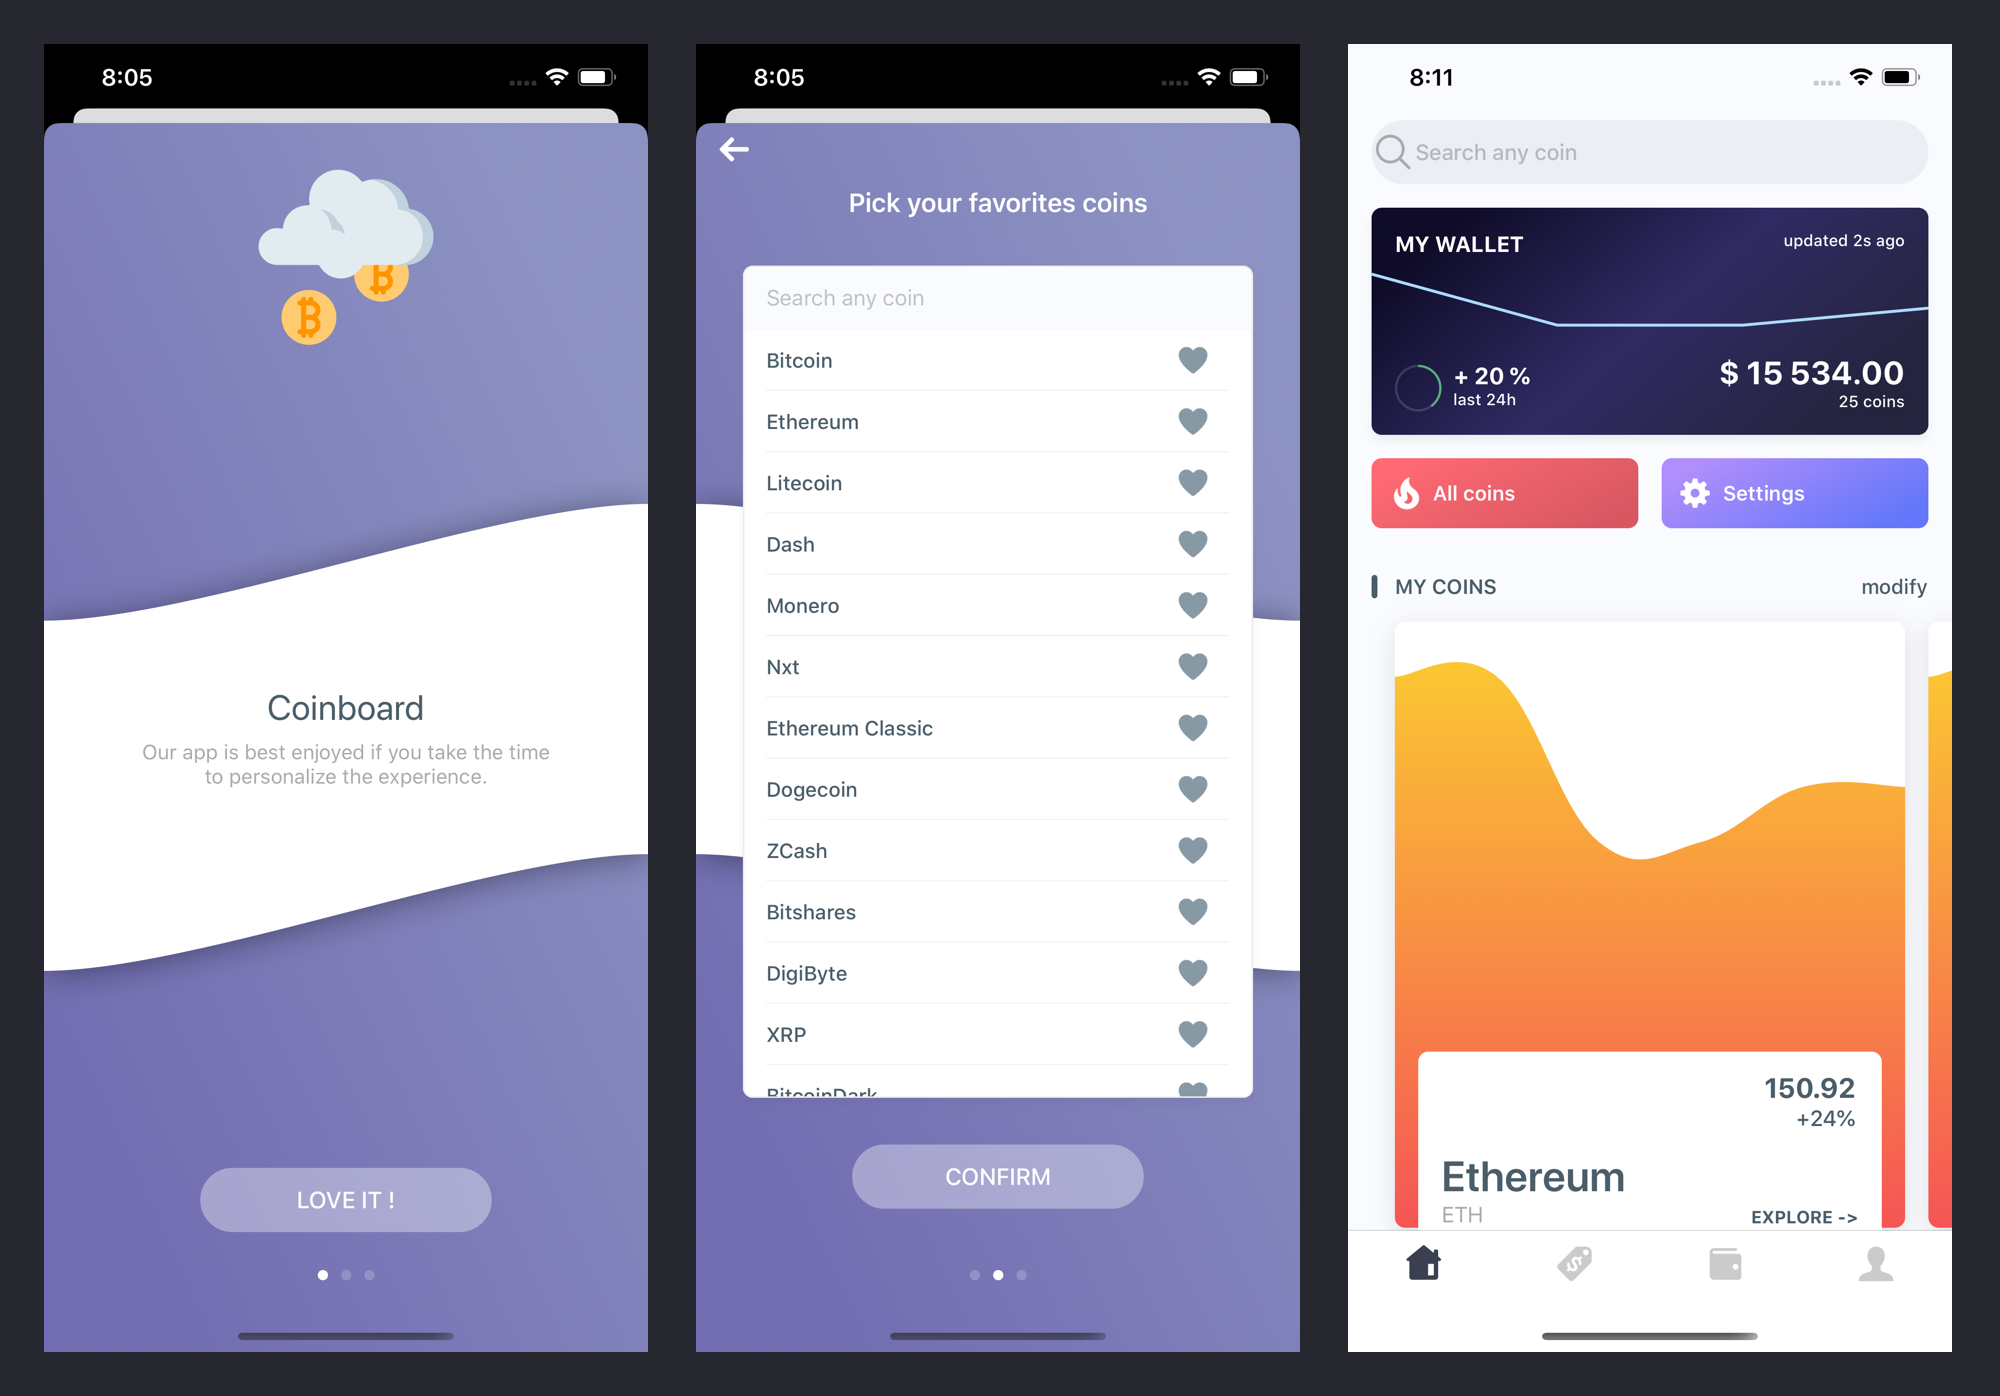 8:05
Coinboard
Our app is best enjoyed if you take the time
to personalize the experience.
LOVE IT !
8:05
Pick your favorites coins
Search any coin
Bitcoin
Ethereum
Litecoin
Dash
Monero
Nxt
Ethereum Classic
Dogecoin
ZCash
Bitshares
DigiByte
XRP
BitcoinDark
CONFIRM
8:11
Search any coin
MY WALLET
updated 2s ago
+ 20 %
last 24h
$ 15 534.00
25 coins
All coins
Settings
MY COINS
modify
150.92
+24%
Ethereum
ETH
EXPLORE ->